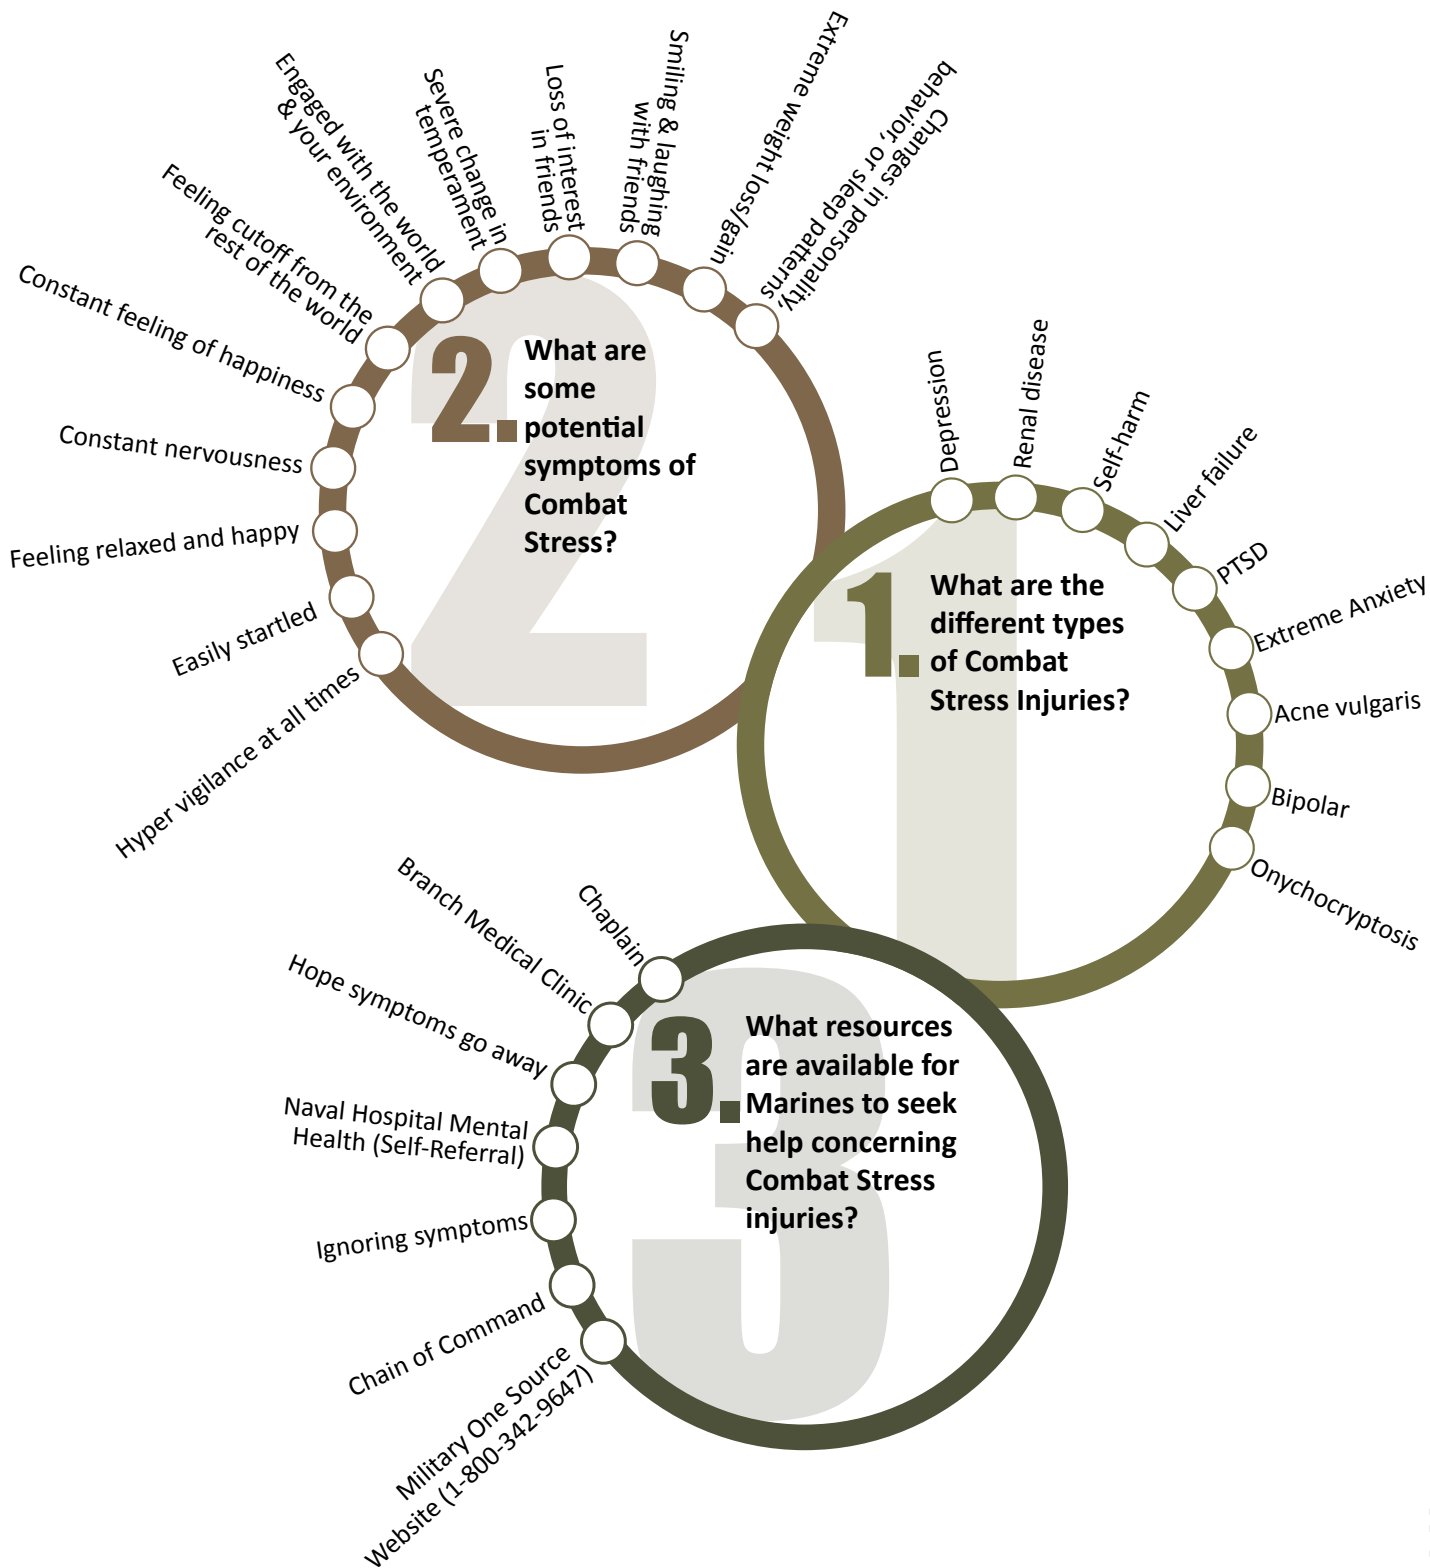 1.
What are the
different types
of Combat
Stress Injuries?
Depression
Renal disease
Self-harm
Liver failure
PTSD
Extreme Anxiety
Acne vulgaris
Bipolar
Onychocryptosis
2.
What are
some
potential
symptoms of
Combat
Stress?
Hyper vigilance at all times
Easily startled
Feeling relaxed and happy
Constant nervousness
Constant feeling of happiness
Feeling cutoff from the
rest of the world
Engaged with the world
& your environment
Severe change in
temperament
Loss of interest
in friends
Smiling & laughing
with friends
Extreme weight loss/gain
Changes in personality,
behavior, or sleep patterns
3.
What resources
are available for
Marines to seek
help concerning
Combat Stress
injuries?
Chaplain
Branch Medical Clinic
Hope symptoms go away
Naval Hospital Mental
Health (Self-Referral)
Ignoring symptoms
Chain of Command
Military One Source
Website (1-800-342-9647)
1
2
3